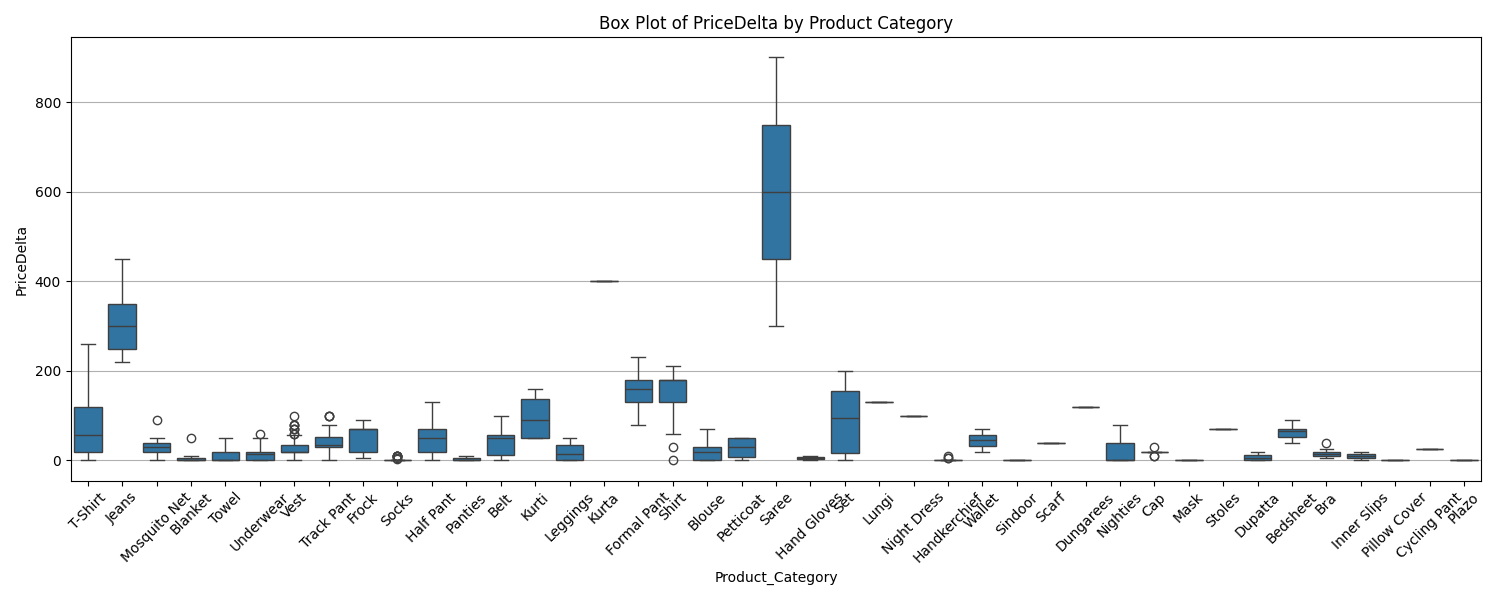 Box Plot of PriceDelta by Product Category
PriceDelta
800
600
400
200
0
T-Shirt
Jeans
Mosquito Net
Blanket
Towel
Underwear
Vest
Track Pant
Frock
Socks
Half Pant
Panties
Belt
Kurti
Leggings
Kurta
Formal Pant
Shirt
Blouse
Petticoat
Saree
Hand Gloves
Set
Lungi
Night Dress
Handkerchief
Wallet
Sindoor
Scarf
Dungarees
Nighties
Cap
Mask
Stoles
Dupatta
Bedsheet
Bra
Inner Slips
Pillow Cover
Cycling Pant
Plazo
Product_Category